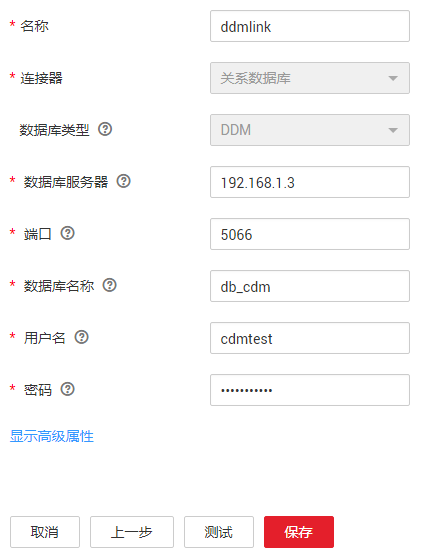 * 名称 ddmlink
* 连接器 关系数据库
数据库类型 DDM
* 数据库服务器 192.168.1.3
* 端口 5066
* 数据库名称 db_cdm
* 用户名 cdmtest
* 密码 •••••••••••
显示高级属性
取消 上一步 测试 保存